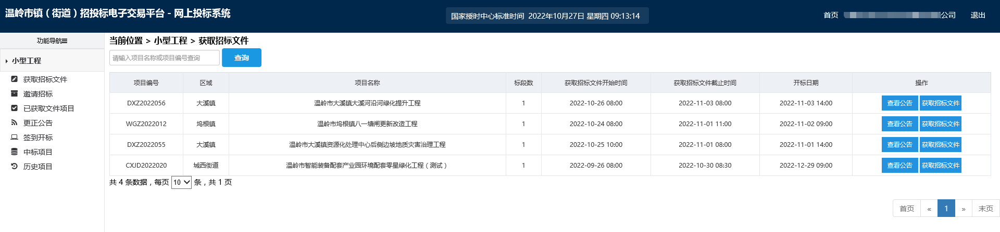 温岭市镇（街道）招投标电子交易平台 - 网上投标系统
国家授时中心标准时间 2022年10月27日 星期四 09:13:14
首页 公司 退出
功能导航
小型工程
获取招标文件
邀请招标
已获取文件项目
更正公告
签到开标
中标项目
历史项目
当前位置 > 小型工程 > 获取招标文件
请输入项目名称或项目编号查询 查询
项目编号 区域 项目名称 标段数 获取招标文件开始时间 获取招标文件截止时间 开标日期 操作
DXZ2022056 大溪镇 温岭市大溪镇大溪河沿河绿化提升工程 1 2022-10-26 08:00 2022-11-03 08:00 2022-11-03 14:00 查看公告 获取招标文件
WGZ2022012 坞根镇 温岭市坞根镇八一塘闸更新改造工程 1 2022-10-24 08:00 2022-11-01 11:00 2022-11-02 09:00 查看公告 获取招标文件
DXZ2022055 大溪镇 温岭市大溪镇资源化处理中心后侧边坡地质灾害治理工程 1 2022-10-25 10:00 2022-11-01 08:00 2022-11-01 14:00 查看公告 获取招标文件
CXJD2022020 城西街道 温岭市智能装备配套产业园环境配套零星绿化工程（测试） 1 2022-09-26 08:00 2022-10-30 08:30 2022-12-29 09:00 查看公告 获取招标文件
共 4 条数据，每页 10 条，共 1 页
首页 « 1 » 末页